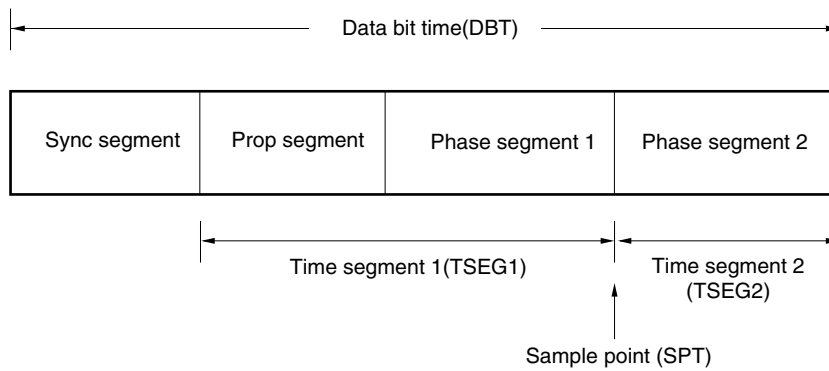 Data bit time(DBT)
Sync segment
Prop segment
Phase segment 1
Phase segment 2
Time segment 1(TSEG1)
Time segment 2
(TSEG2)
Sample point (SPT)